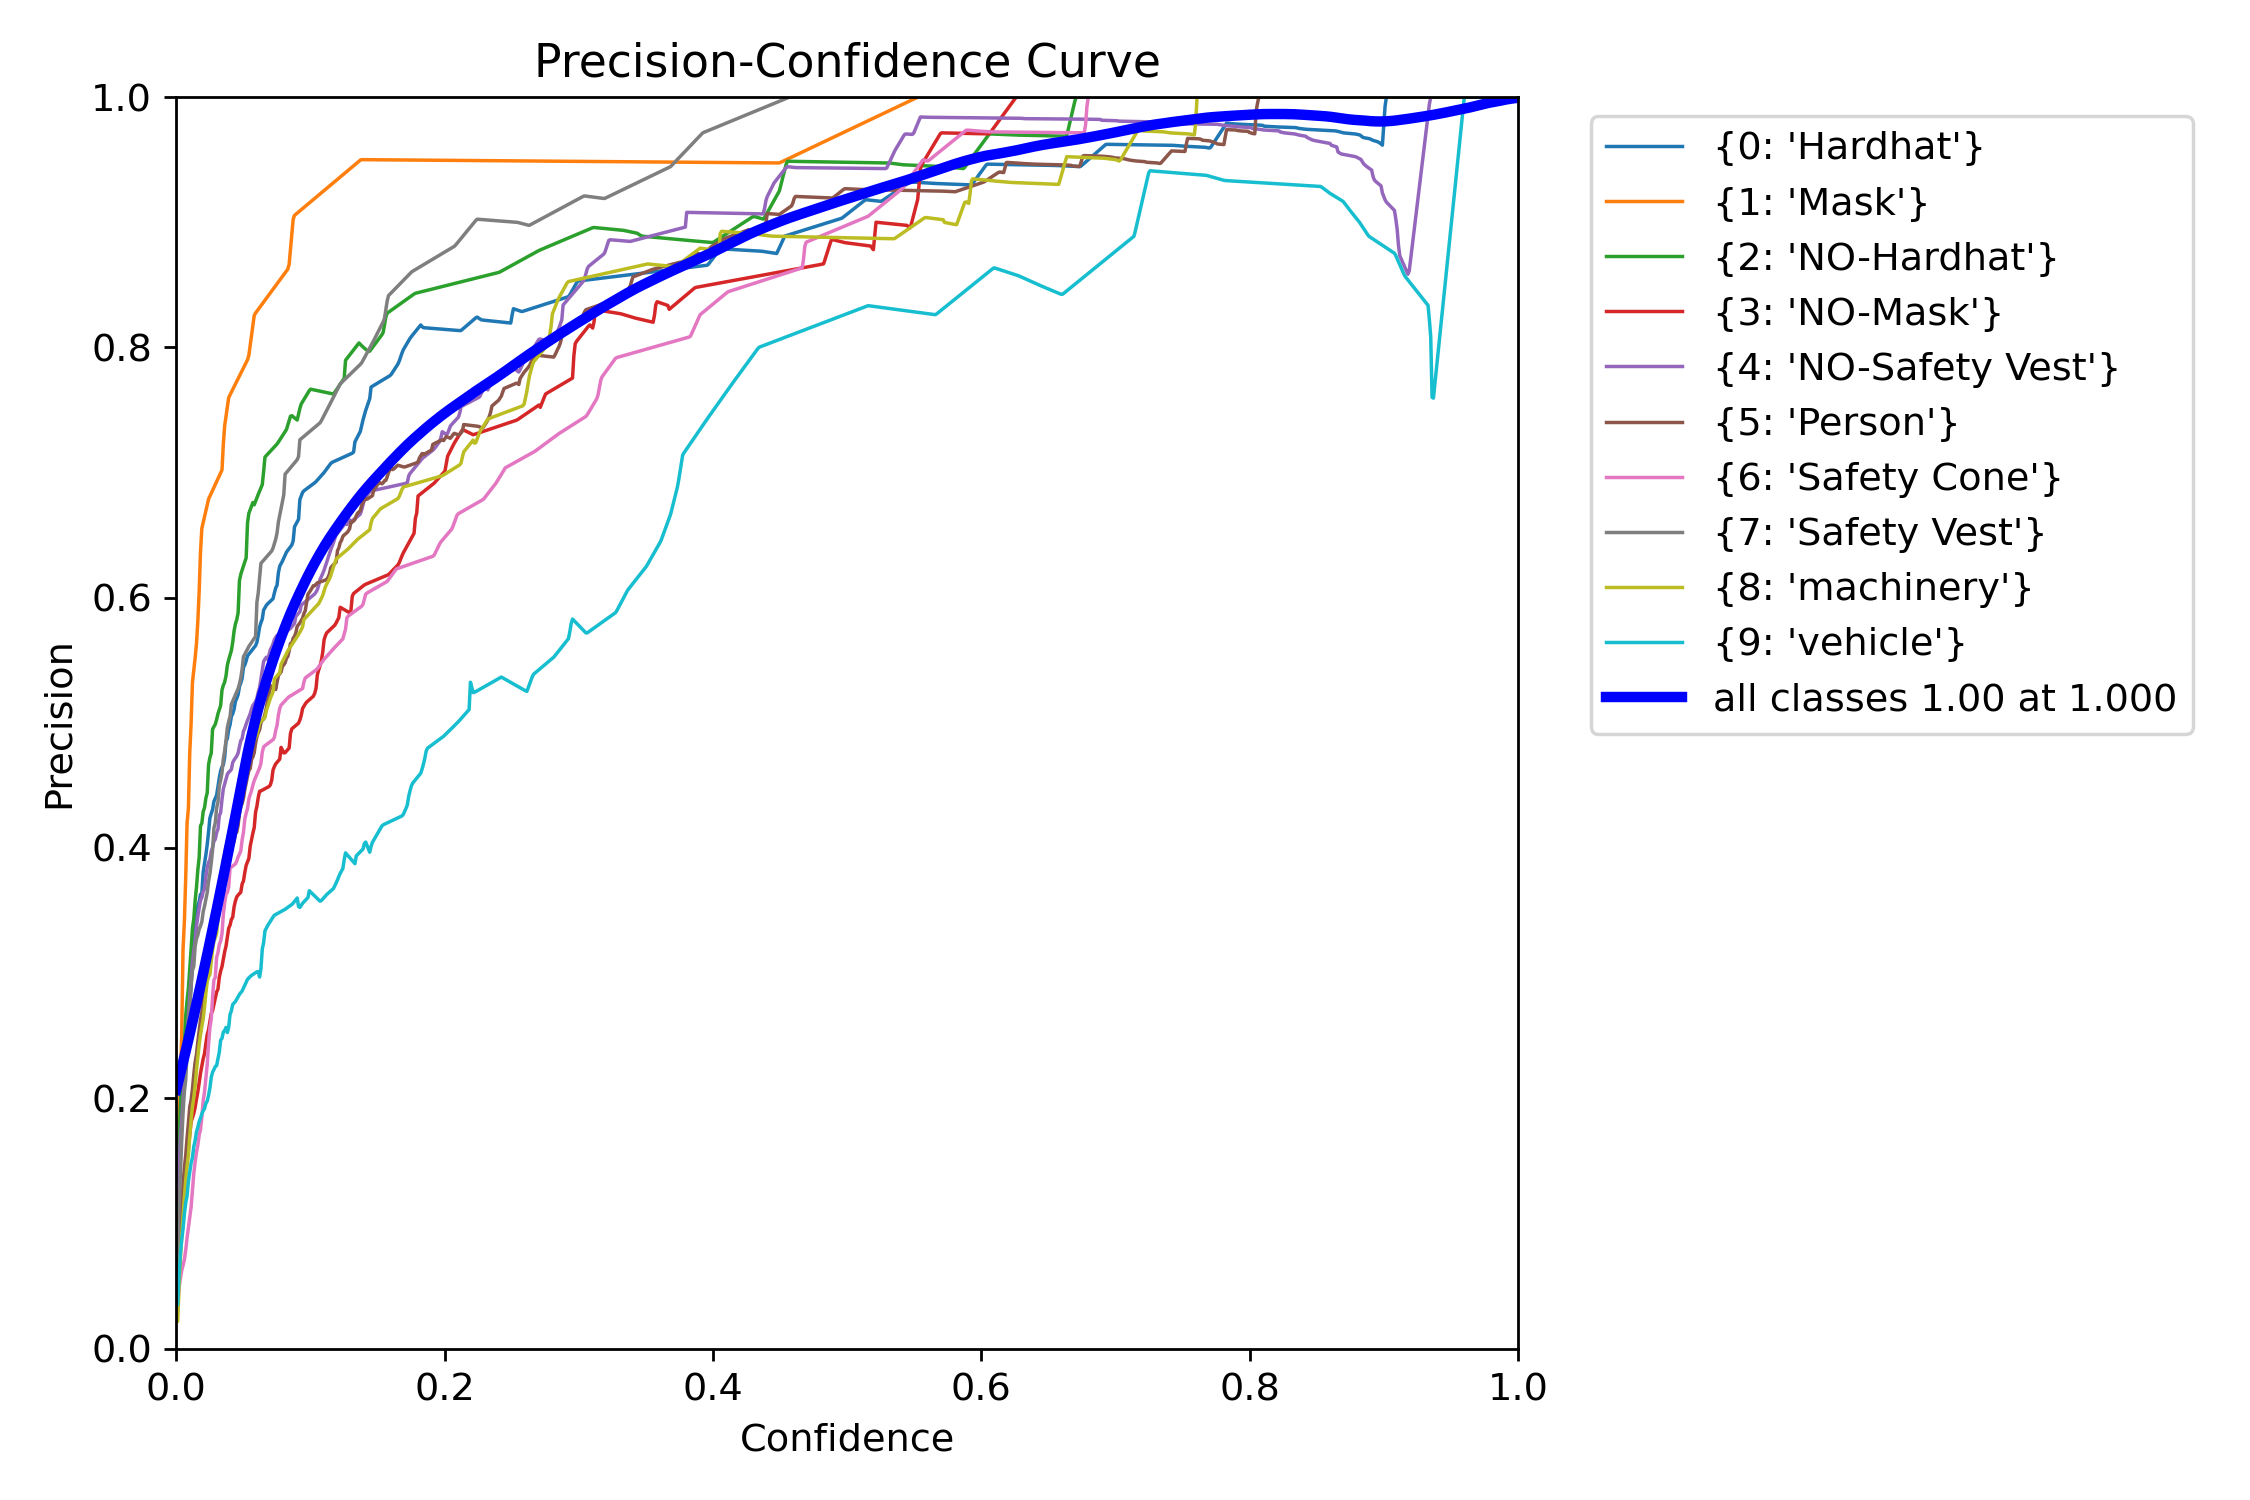 Precision-Confidence Curve
1.0
0.8
0.6
0.4
0.2
0.0
Precision
0.0 0.2 0.4 0.6 0.8 1.0
Confidence
{0: 'Hardhat'}
{1: 'Mask'}
{2: 'NO-Hardhat'}
{3: 'NO-Mask'}
{4: 'NO-Safety Vest'}
{5: 'Person'}
{6: 'Safety Cone'}
{7: 'Safety Vest'}
{8: 'machinery'}
{9: 'vehicle'}
all classes 1.00 at 1.000